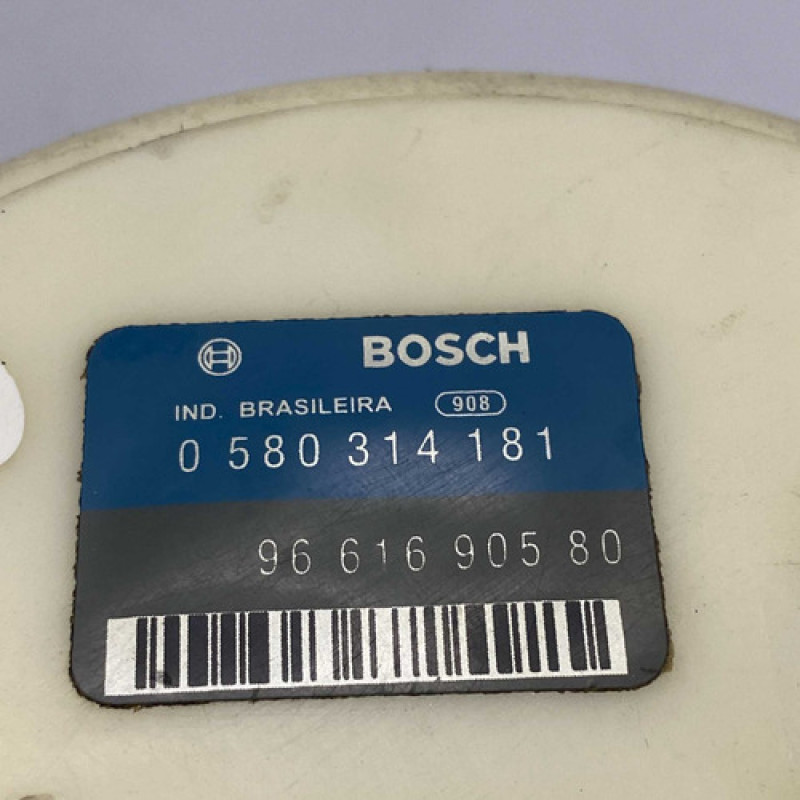 BOSCH
IND. BRASILEIRA 908
0 580 314 181
96 616 905 80